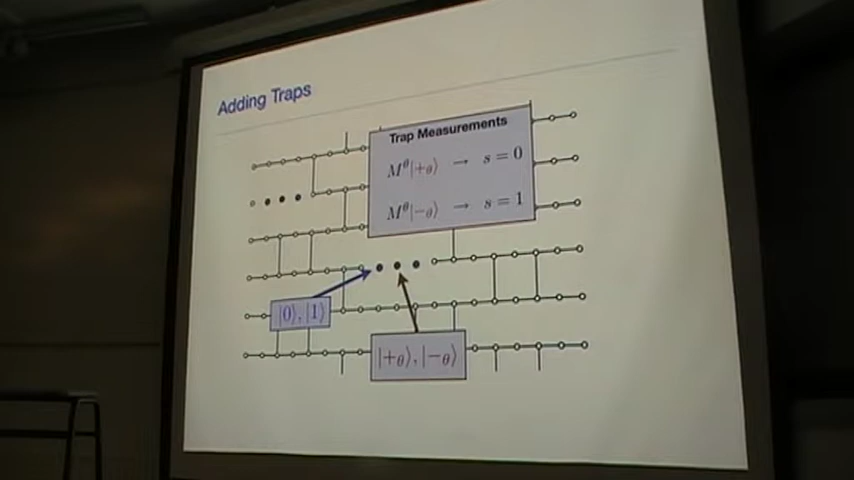 Adding Traps
Trap Measurements
M^θ|+_θ⟩ → s = 0
M^θ|−_θ⟩ → s = 1
|0⟩, |1⟩
|+_θ⟩, |−_θ⟩